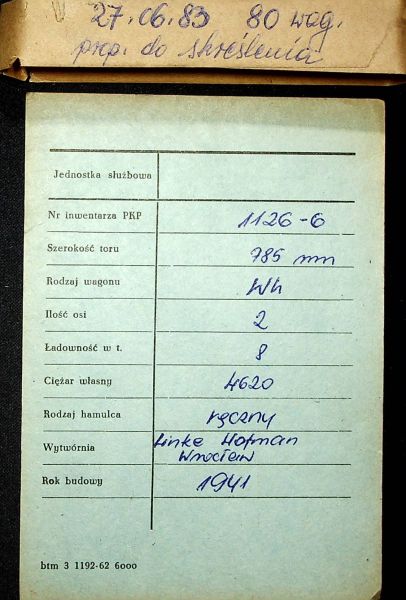 27.06.83 80 wag.
prop. do skreślenia
Jednostka służbowa
Nr inwentarza PKP 1126-6
Szerokość toru 785 mm
Rodzaj wagonu Wh
Ilość osi 2
Ładowność w t. 8
Ciężar własny 4620
Rodzaj hamulca ręczny
Wytwórnia Linke Hofman
Wrocław
Rok budowy 1941
btm 3 1192-62 6000